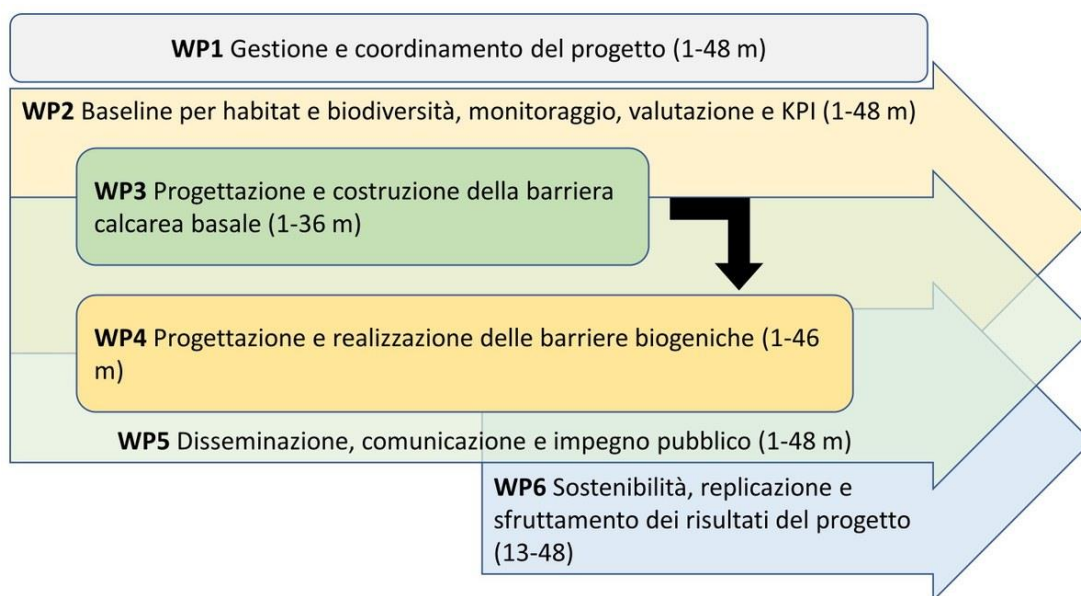 WP1 Gestione e coordinamento del progetto (1-48 m)
WP2 Baseline per habitat e biodiversità, monitoraggio, valutazione e KPI (1-48 m)
WP3 Progettazione e costruzione della barriera
calcarea basale (1-36 m)
WP4 Progettazione e realizzazione delle barriere biogeniche (1-46
m)
WP5 Disseminazione, comunicazione e impegno pubblico (1-48 m)
WP6 Sostenibilità, replicazione e
sfruttamento dei risultati del progetto
(13-48)